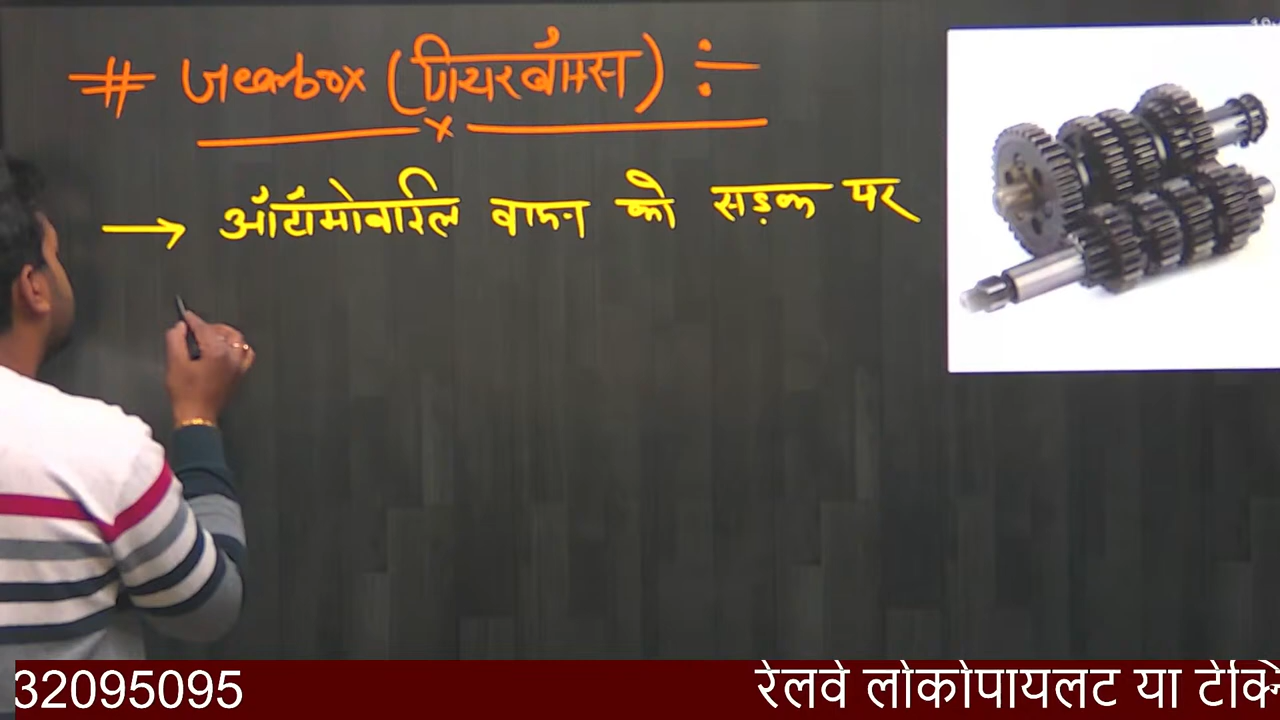 # Gearbox (गियरबॉक्स) :-
→ ऑटोमोबाइल वाहन को सड़क पर
32095095 रेलवे लोकोपायलट या टेक्नि